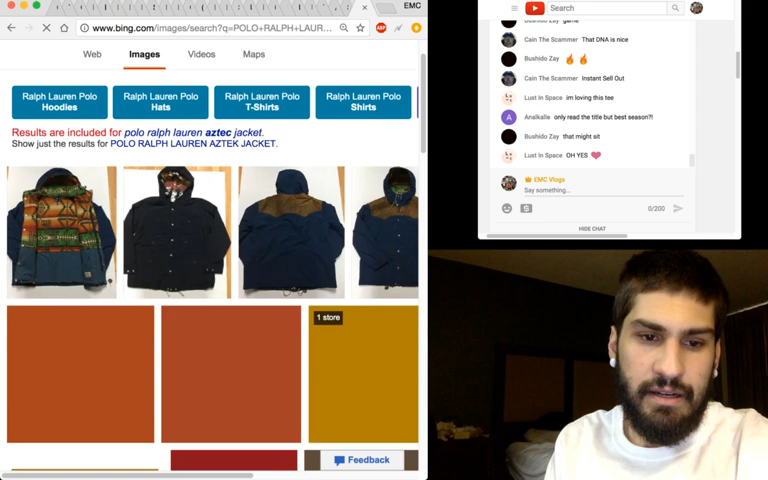 EMC
www.bing.com/images/search?q=POLO+RALPH+LAUR...
Web
Images
Videos
Maps
Ralph Lauren Polo
Hoodies
Ralph Lauren Polo
Hats
Ralph Lauren Polo
T-Shirts
Ralph Lauren Polo
Shirts
Results are included for polo ralph lauren aztec jacket.
Show just the results for POLO RALPH LAUREN AZTEK JACKET.
1 store
Feedback
Search
Bushido Zay game
Cain The Scammer That DNA is nice
Bushido Zay
Cain The Scammer Instant Sell Out
Lust In Space im loving this tee
A Analkalle only read the title but best season?!
Bushido Zay that might sit
Lust In Space OH YES
EMC Vlogs
Say something...
0/200
HIDE CHAT